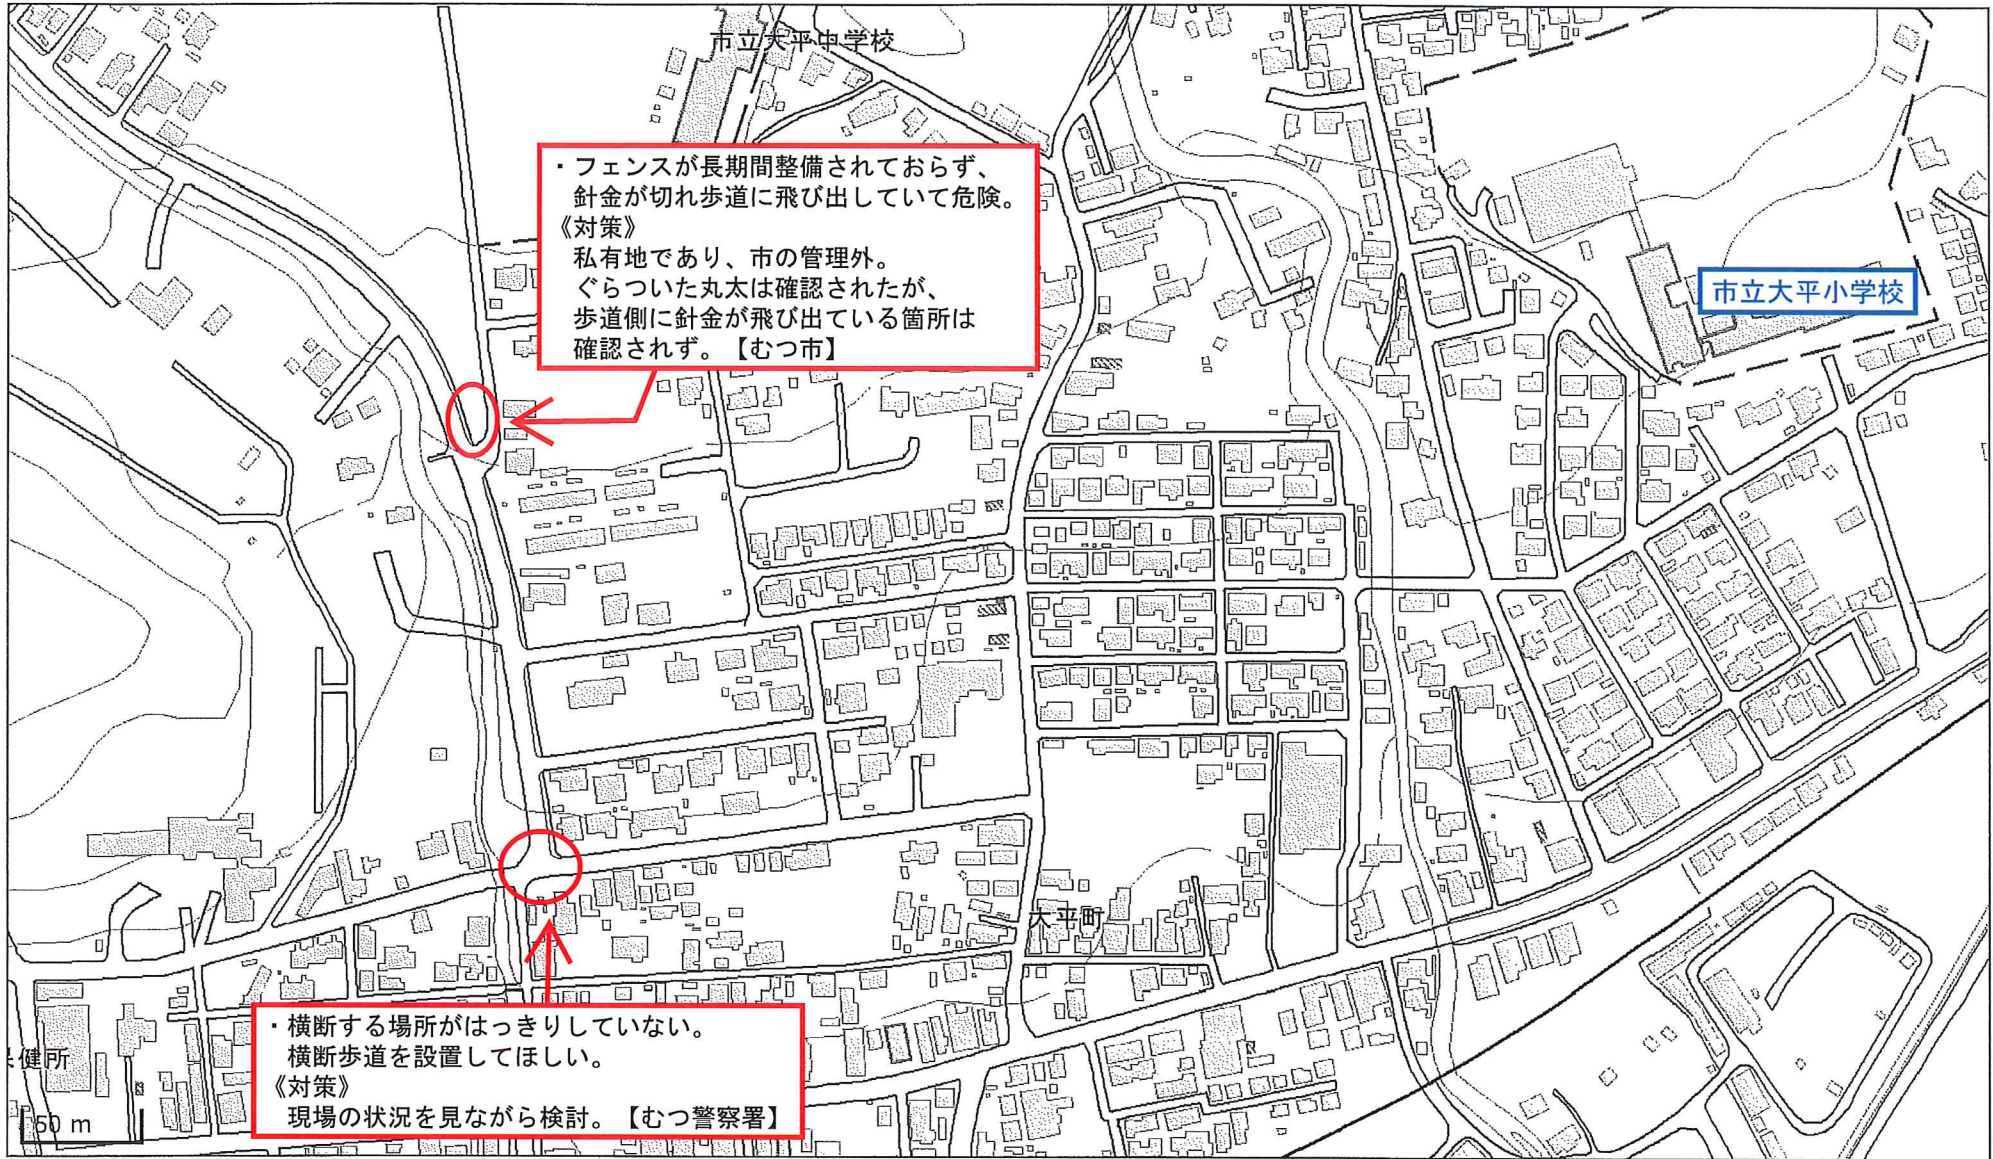 市立大平中学校
・フェンスが長期間整備されておらず、
針金が切れ歩道に飛び出していて危険。
《対策》
私有地であり、市の管理外。
ぐらついた丸太は確認されたが、
歩道側に針金が飛び出ている箇所は
確認されず。【むつ市】
市立大平小学校
大平町
・横断する場所がはっきりしていない。
横断歩道を設置してほしい。
《対策》
現場の状況を見ながら検討。【むつ警察署】
健所
50 m